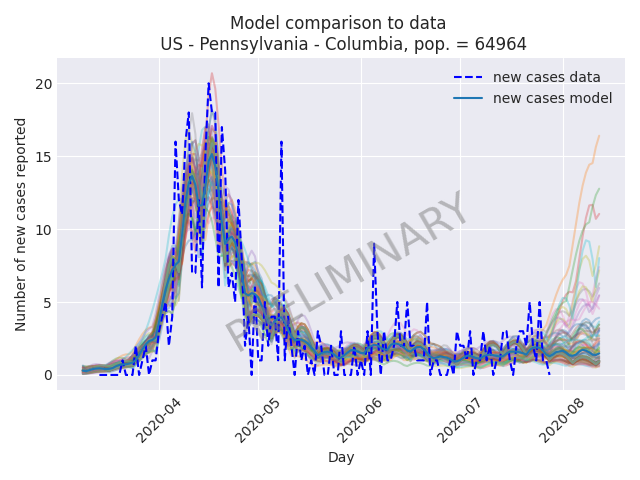 Model comparison to data
US - Pennsylvania - Columbia, pop. = 64964
new cases data
new cases model
PRELIMINARY
Number of new cases reported
20
15
10
5
0
2020-04
2020-05
2020-06
2020-07
2020-08
Day